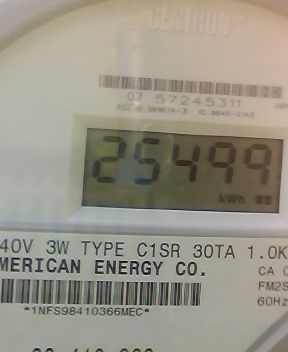 CENTRON
07 57245311
25499
kWh
40V 3W TYPE C1SR 30TA 1.0K
MERICAN ENERGY CO.
CA 0
FM2S
60Hz
*1NFS98410366MEC*